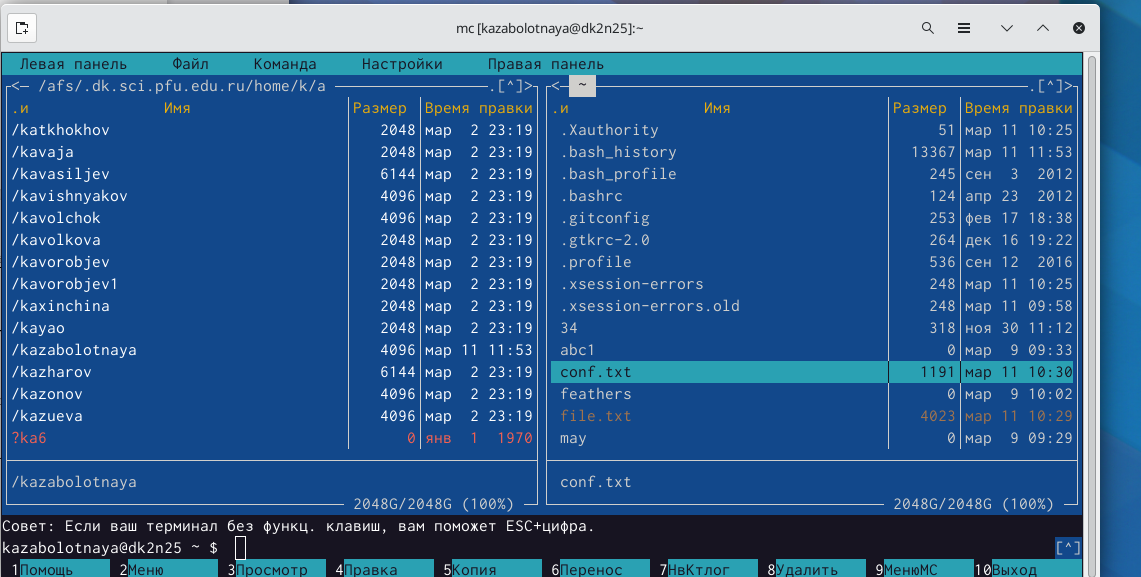 mc [kazabolotnaya@dk2n25]:~
Левая панель Файл Команда Настройки Правая панель
<─ /afs/.dk.sci.pfu.edu.ru/home/k/a .[^]> <─ ~ .[^]>
.и Имя Размер Время правки .и Имя Размер Время правки
/katkhokhov 2048 мар 2 23:19 .Xauthority 51 мар 11 10:25
/kavaja 2048 мар 2 23:19 .bash_history 13367 мар 11 11:53
/kavasiljev 6144 мар 2 23:19 .bash_profile 245 сен 3 2012
/kavishnyakov 4096 мар 2 23:19 .bashrc 124 апр 23 2012
/kavolchok 4096 мар 2 23:19 .gitconfig 253 фев 17 18:38
/kavolkova 2048 мар 2 23:19 .gtkrc-2.0 264 дек 16 19:22
/kavorobjev 2048 мар 2 23:19 .profile 536 сен 12 2016
/kavorobjev1 2048 мар 2 23:19 .xsession-errors 248 мар 11 10:25
/kaxinchina 2048 мар 2 23:19 .xsession-errors.old 248 мар 11 09:58
/kayao 2048 мар 2 23:19 34 318 ноя 30 11:12
/kazabolotnaya 4096 мар 11 11:53 abc1 0 мар 9 09:33
/kazharov 6144 мар 2 23:19 conf.txt 1191 мар 11 10:30
/kazonov 4096 мар 2 23:19 feathers 0 мар 9 10:02
/kazueva 4096 мар 2 23:19 file.txt 4023 мар 11 10:29
?ka6 0 янв 1 1970 may 0 мар 9 09:29
/kazabolotnaya conf.txt
2048G/2048G (100%) 2048G/2048G (100%)
Совет: Если ваш терминал без функц. клавиш, вам поможет ESC+цифра.
kazabolotnaya@dk2n25 ~ $ [^]
1Помощь 2Меню 3Просмотр 4Правка 5Копия 6Перенос 7НвКтлог 8Удалить 9МенюМС 10Выход